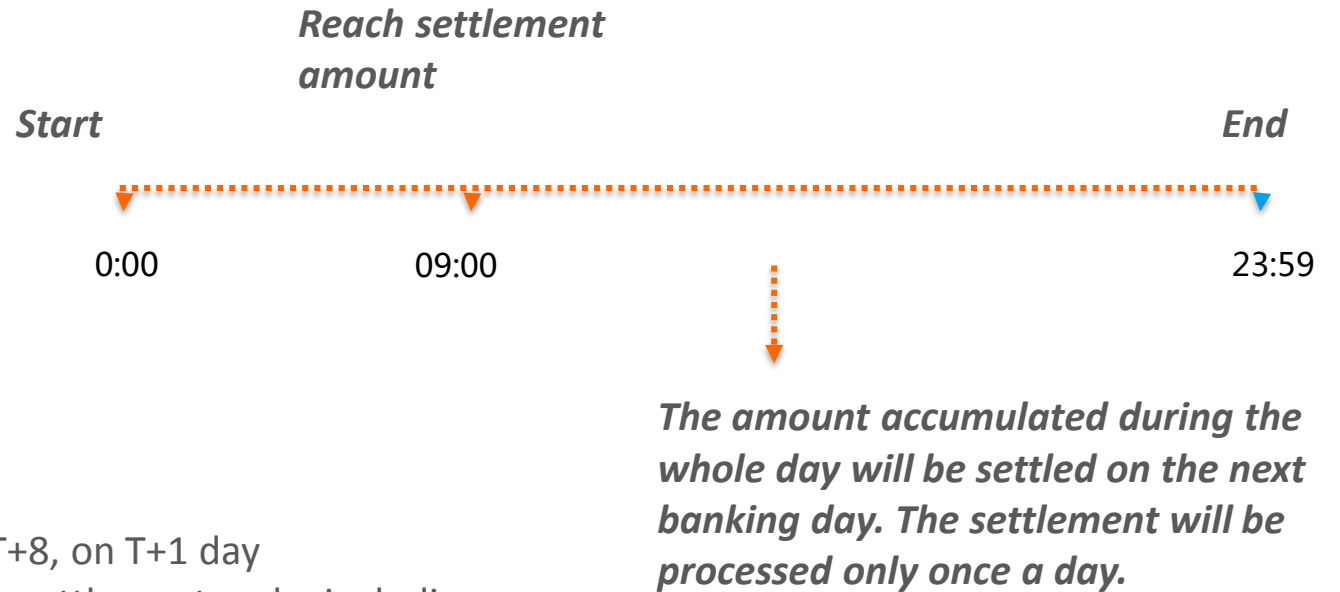 Reach settlement
amount
Start
End
0:00
09:00
23:59
The amount accumulated during the
whole day will be settled on the next
banking day. The settlement will be
processed only once a day.
T+8, on T+1 day